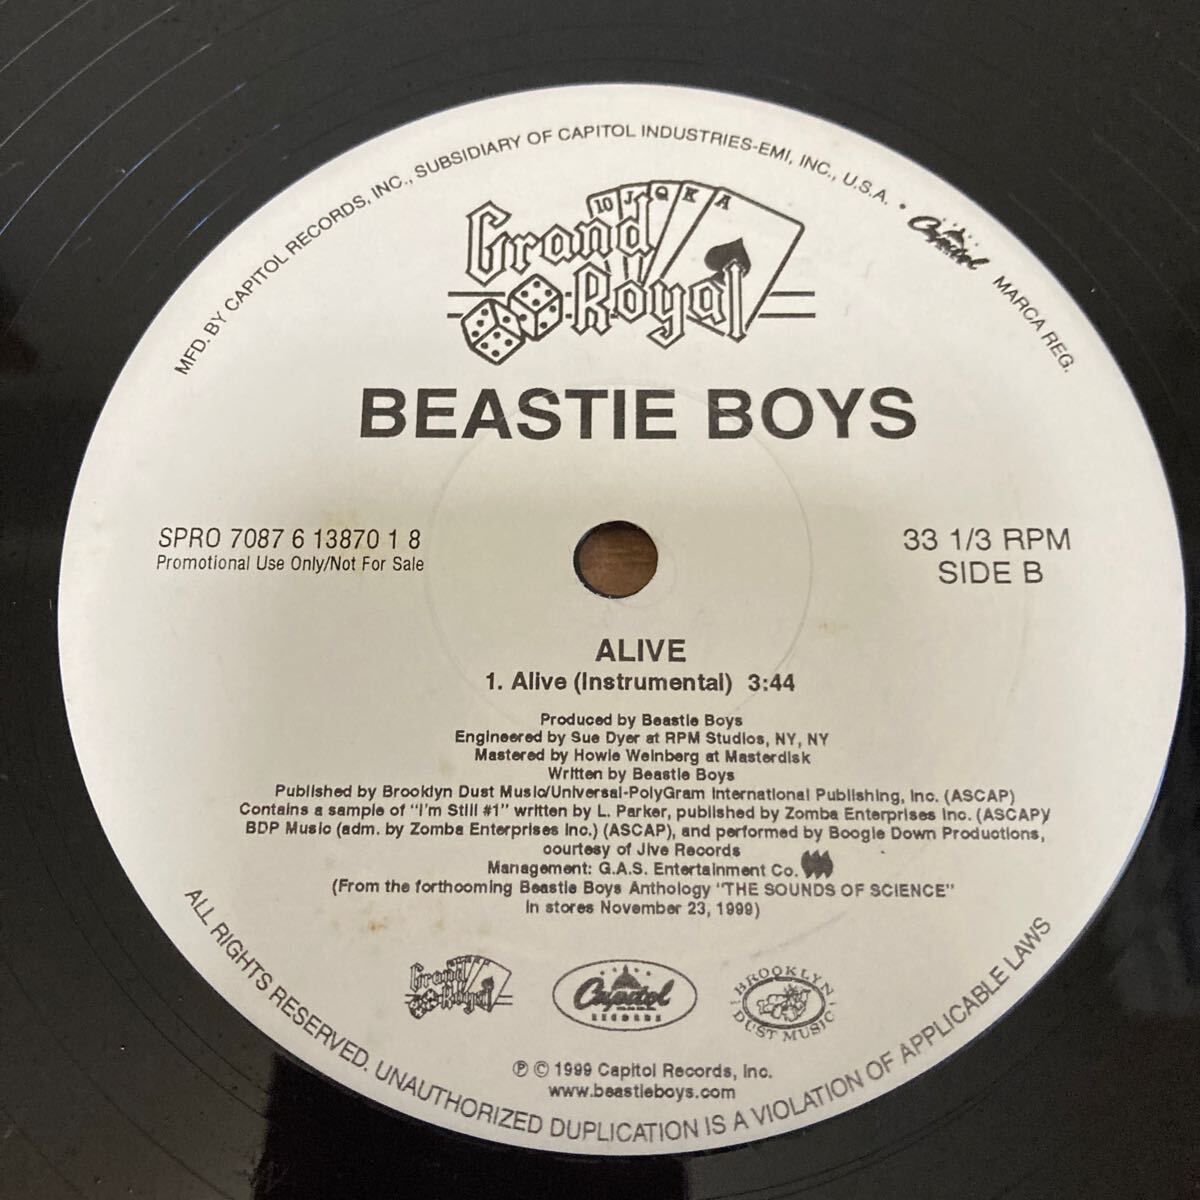 MFD. BY CAPITOL RECORDS, INC., SUBSIDIARY OF CAPITOL INDUSTRIES-EMI, INC., U.S.A. • Capitol MARCA REG.
10 J Q K A
Grand
Royal
BEASTIE BOYS
SPRO 7087 6 13870 1 8
Promotional Use Only/Not For Sale
33 1/3 RPM
SIDE B
ALIVE
1. Alive (Instrumental) 3:44
Produced by Beastie Boys
Engineered by Sue Dyer at RPM Studios, NY, NY
Mastered by Howie Weinberg at Masterdisk
Written by Beastie Boys
Published by Brooklyn Dust Music/Universal-PolyGram International Publishing, Inc. (ASCAP)
Contains a sample of "I'm Still #1" written by L. Parker, published by Zomba Enterprises Inc. (ASCAP)/
BDP Music (adm. by Zomba Enterprises Inc.) (ASCAP), and performed by Boogie Down Productions,
courtesy of Jive Records
Management: G.A.S. Entertainment Co.
(From the forthcoming Beastie Boys Anthology "THE SOUNDS OF SCIENCE"
In stores November 23, 1999)
Grand
Royal
Capitol
RECORDS
BROOKLYN
DUST MUSIC
℗ © 1999 Capitol Records, Inc.
www.beastieboys.com
ALL RIGHTS RESERVED. UNAUTHORIZED DUPLICATION IS A VIOLATION OF APPLICABLE LAWS